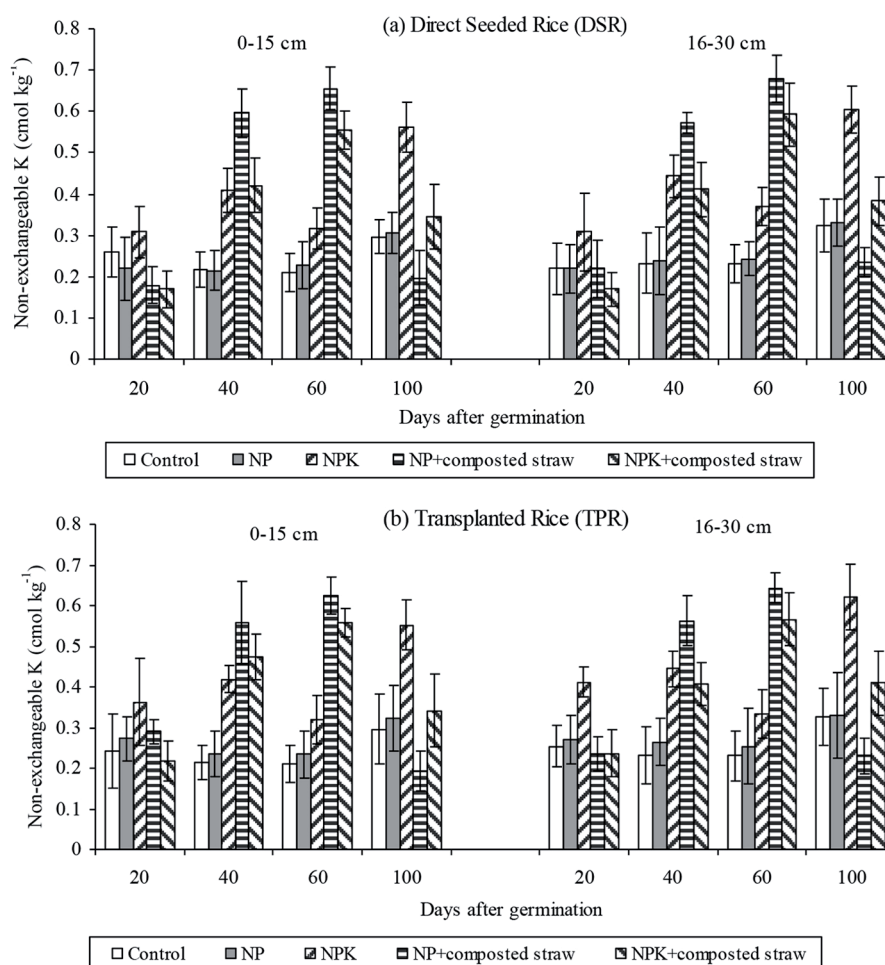 (a) Direct Seeded Rice (DSR)
0-15 cm
16-30 cm
Non-exchangeable K (cmol kg-1)
0.8
0.7
0.6
0.5
0.4
0.3
0.2
0.1
0
20 40 60 100 20 40 60 100
Days after germination
Control NP NPK NP+composted straw NPK+composted straw
(b) Transplanted Rice (TPR)
0-15 cm
16-30 cm
Non-exchangeable K (cmol kg-1)
0.8
0.7
0.6
0.5
0.4
0.3
0.2
0.1
0
20 40 60 100 20 40 60 100
Days after germination
Control NP NPK NP+composted straw NPK+composted straw